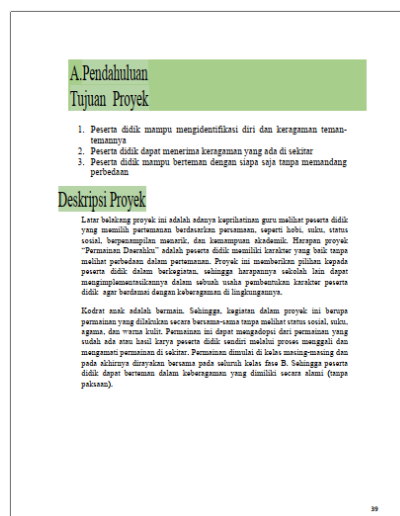 A.Pendahuluan
Tujuan Proyek
1. Peserta didik mampu mengidentifikasi diri dan keragaman teman-
temannya
2. Peserta didik dapat menerima keragaman yang ada di sekitar
3. Peserta didik mampu berteman dengan siapa saja tanpa memandang
perbedaan
Deskripsi Proyek
Latar belakang proyek ini adalah adanya keprihatinan guru melihat peserta didik
yang memilih pertemanan berdasarkan persamaan, seperti hobi, suku, status
sosial, berpenampilan menarik, dan kemampuan akademik. Harapan proyek
“Permainan Daerahku” adalah peserta didik memiliki karakter yang baik tanpa
melihat perbedaan dalam pertemanan. Proyek ini memberikan pilihan kepada
peserta didik dalam berkegiatan, sehingga harapannya sekolah lain dapat
mengimplementasikannya dalam sebuah usaha pembentukan karakter peserta
didik agar berdamai dengan keberagaman di lingkungannya.
Kodrat anak adalah bermain. Sehingga, kegiatan dalam proyek ini berupa
permainan yang dilakukan secara bersama-sama tanpa melihat status sosial, suku,
agama, dan warna kulit. Permainan ini dapat mengadopsi dari permainan yang
sudah ada atau hasil karya peserta didik sendiri melalui proses menggali dan
mengamati permainan di sekitar. Permainan dimulai di kelas masing-masing dan
pada akhirnya dirayakan bersama pada seluruh kelas fase B. Sehingga peserta
didik dapat berteman dalam keberagaman yang dimiliki secara alami (tanpa
paksaan).
39